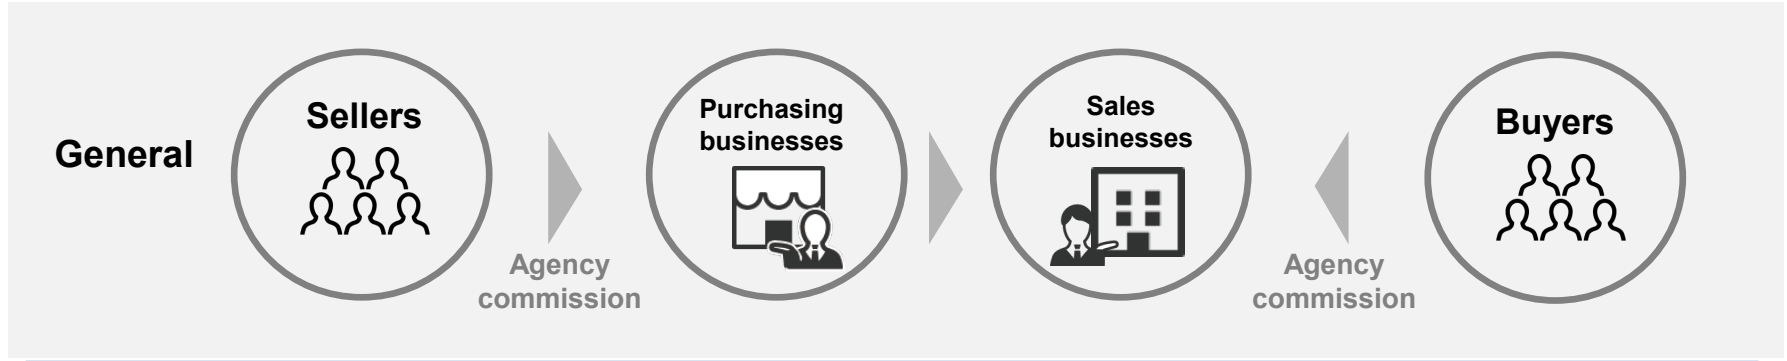 General
Sellers
Agency
commission
Purchasing
businesses
Sales
businesses
Agency
commission
Buyers